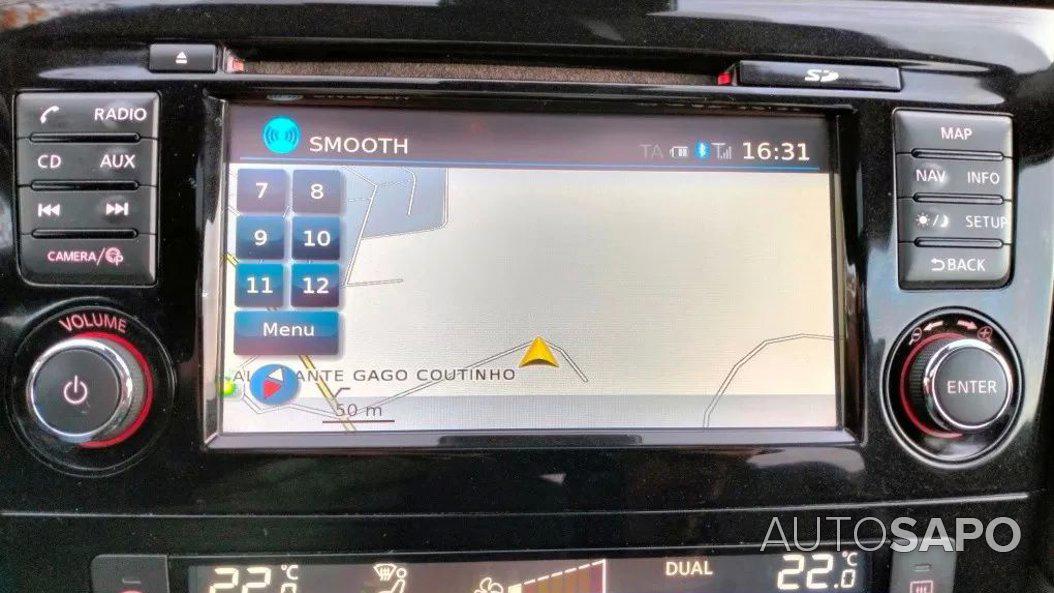 SD
RADIO
CD AUX
CAMERA/
VOLUME
SMOOTH
TA 16:31
7 8
9 10
11 12
Menu
ANTE GAGO COUTINHO
50 m
MAP
NAV INFO
SETUP
BACK
ENTER
22.0 °C
DUAL
22.0 °C
AUTOSAPO